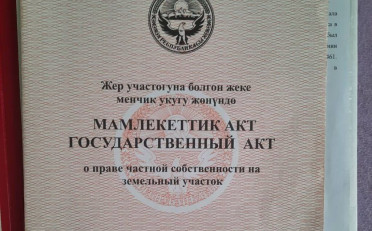 Жер участогуна болгон жеке
менчик укугу жөнүндө
МАМЛЕКЕТТИК АКТ
ГОСУДАРСТВЕННЫЙ АКТ
о праве частной собственности на
земельный участок